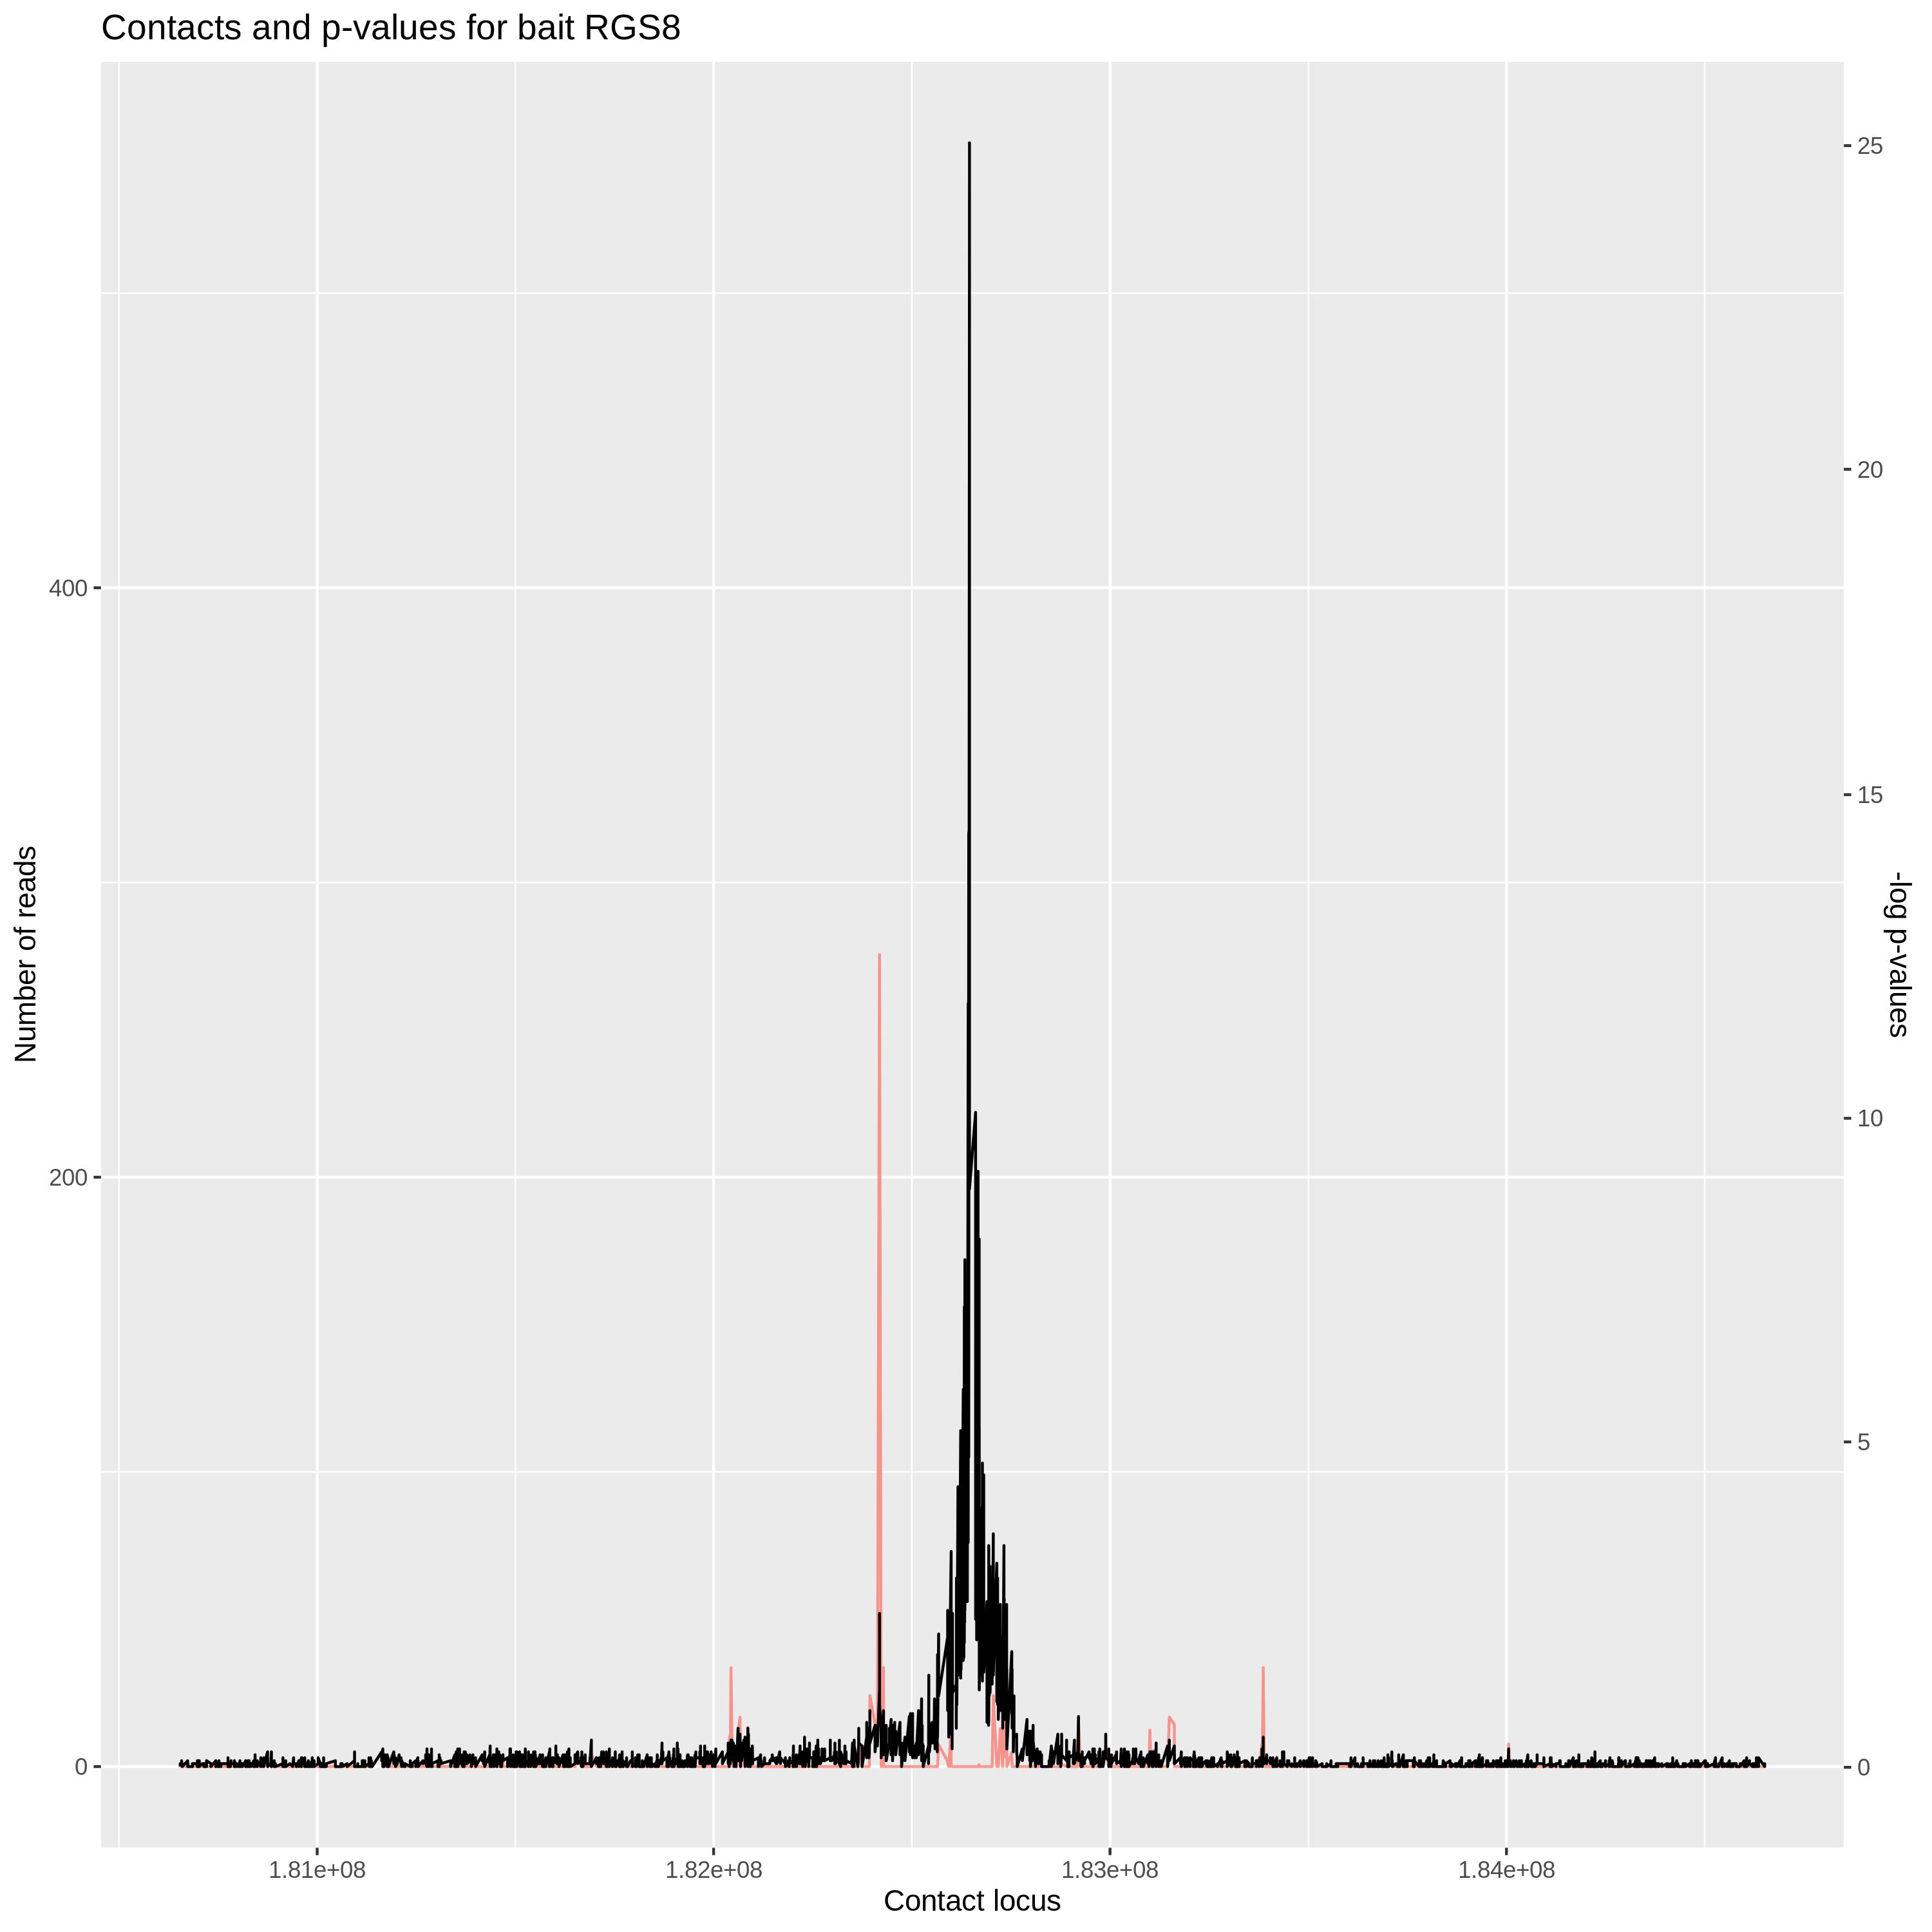 Contacts and p-values for bait RGS8
Number of reads
400
200
0
25
20
15
10
5
0
-log p-values
1.81e+08
1.82e+08
1.83e+08
1.84e+08
Contact locus